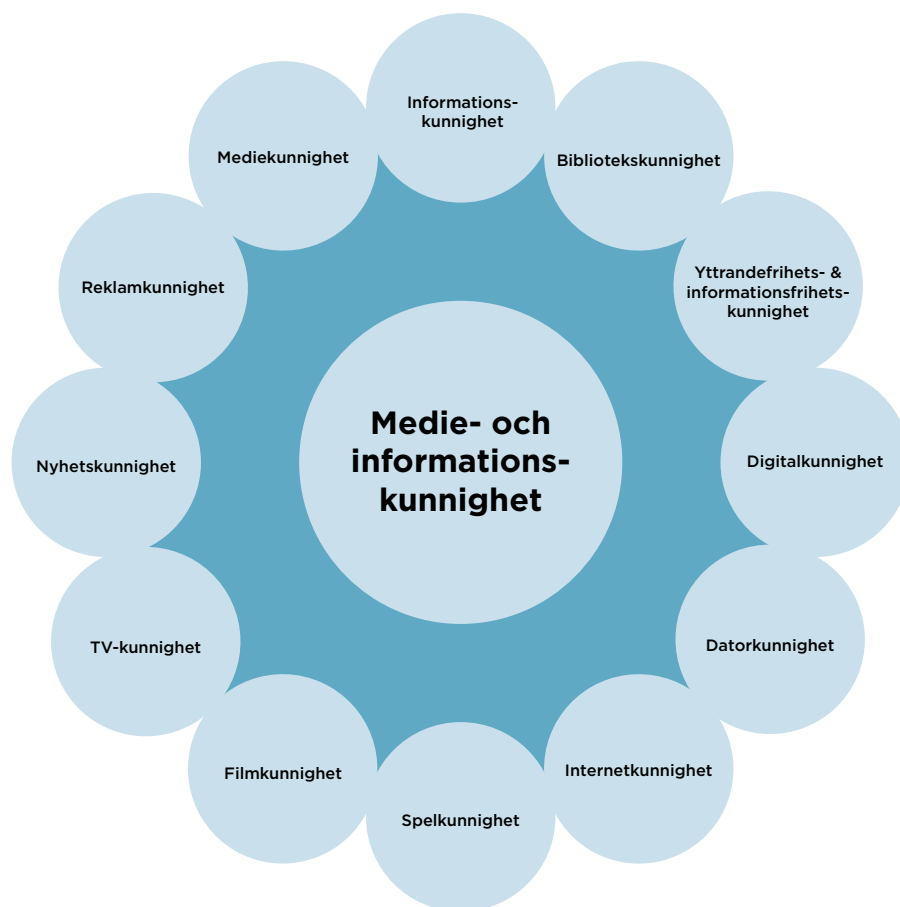 Informations-
kunnighet
Mediekunnighet
Bibliotekskunnighet
Yttrandefrihets- &
informationsfrihets-
kunnighet
Reklamkunnighet
Medie- och
informations-
kunnighet
Nyhetskunnighet
Digitalkunnighet
TV-kunnighet
Datorkunnighet
Filmkunnighet
Internetkunnighet
Spelkunnighet